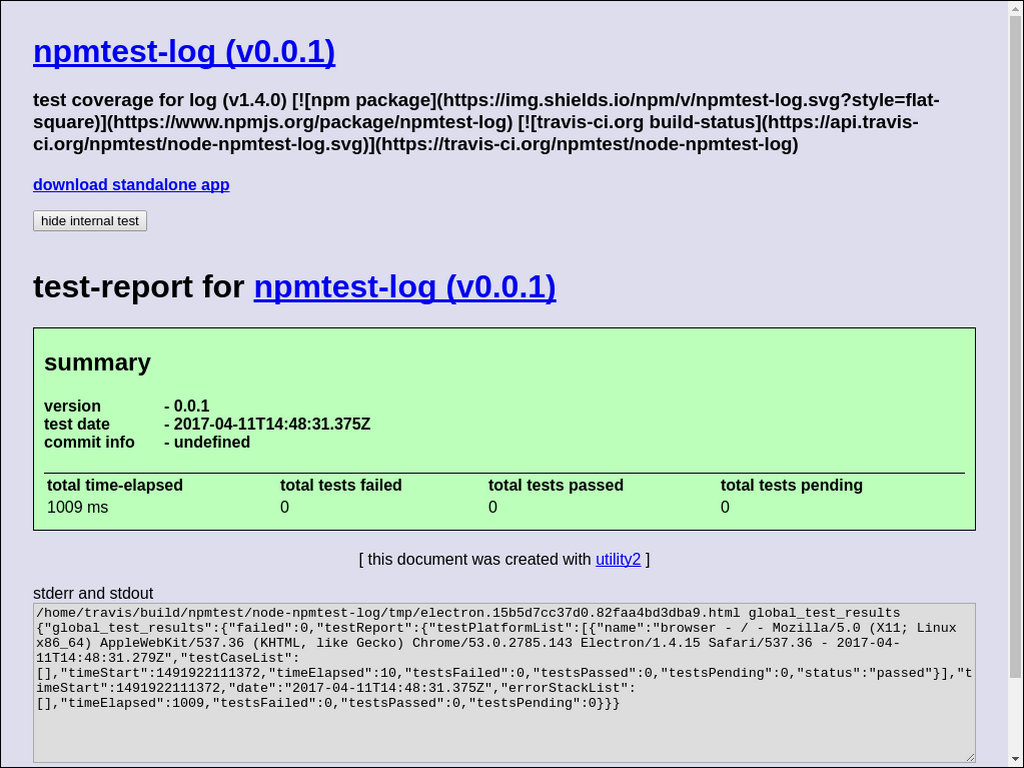 npmtest-log (v0.0.1)
test coverage for log (v1.4.0) [![npm package](https://img.shields.io/npm/v/npmtest-log.svg?style=flat-
square)](https://www.npmjs.org/package/npmtest-log) [![travis-ci.org build-status](https://api.travis-
ci.org/npmtest/node-npmtest-log.svg)](https://travis-ci.org/npmtest/node-npmtest-log)
download standalone app
hide internal test
test-report for npmtest-log (v0.0.1)
summary
version - 0.0.1
test date - 2017-04-11T14:48:31.375Z
commit info - undefined
total time-elapsed total tests failed total tests passed total tests pending
1009 ms 0 0 0
[ this document was created with utility2 ]
stderr and stdout
/home/travis/build/npmtest/node-npmtest-log/tmp/electron.15b5d7cc37d0.82faa4bd3dba9.html global_test_results
{"global_test_results":{"failed":0,"testReport":{"testPlatformList":[{"name":"browser - / - Mozilla/5.0 (X11; Linux
x86_64) AppleWebKit/537.36 (KHTML, like Gecko) Chrome/53.0.2785.143 Electron/1.4.15 Safari/537.36 - 2017-04-
11T14:48:31.279Z","testCaseList":
[],"timeStart":1491922111372,"timeElapsed":10,"testsFailed":0,"testsPassed":0,"testsPending":0,"status":"passed"}],"t
imeStart":1491922111372,"date":"2017-04-11T14:48:31.375Z","errorStackList":
[],"timeElapsed":1009,"testsFailed":0,"testsPassed":0,"testsPending":0}}}